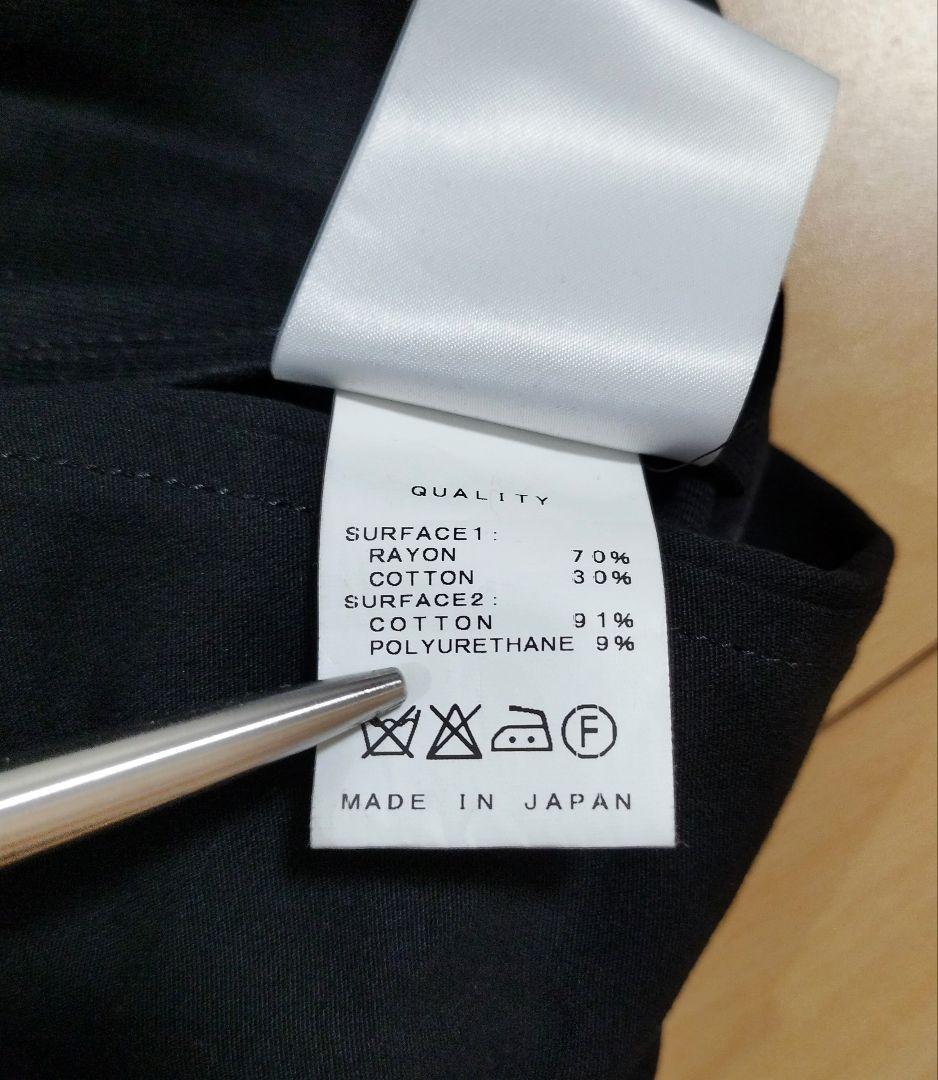 QUALITY
SURFACE1:
RAYON 70%
COTTON 30%
SURFACE2:
COTTON 91%
POLYURETHANE 9%
F
MADE IN JAPAN